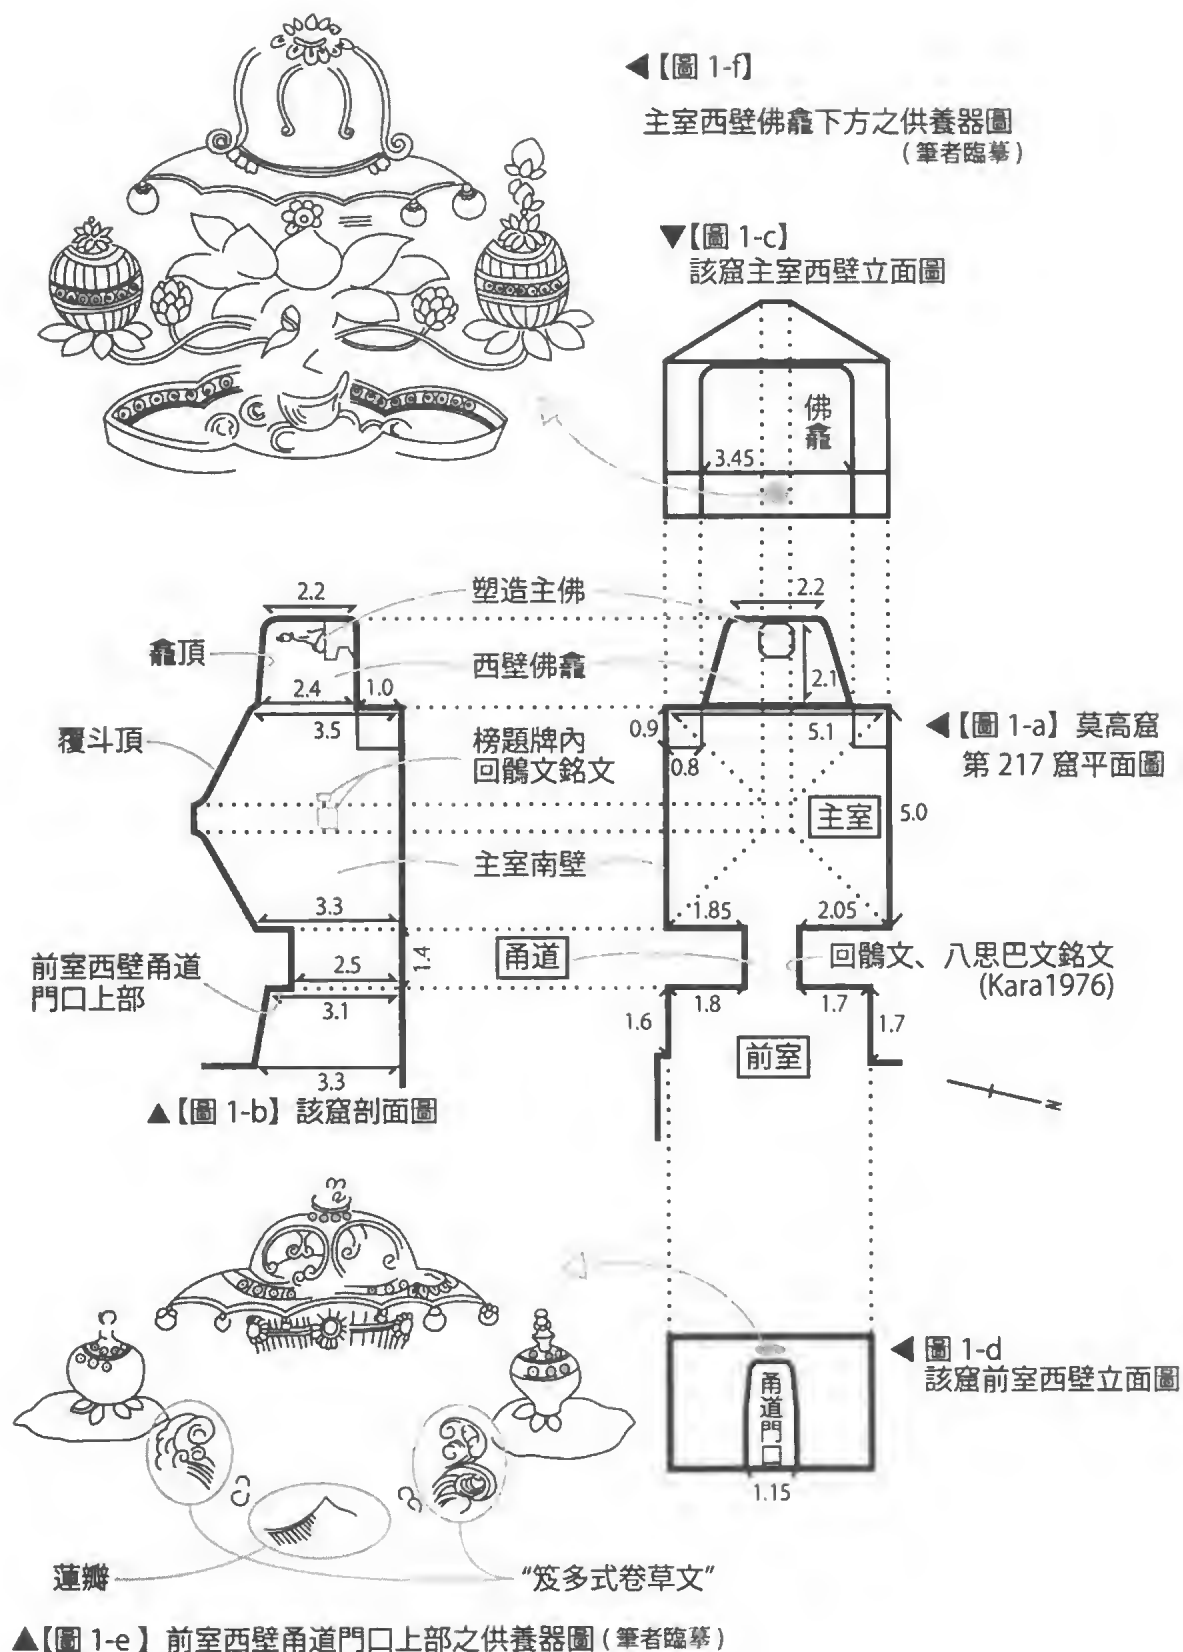 ◀【圖 1-f】
主室西壁佛龕下方之供養器圖
(筆者臨摹)
▼【圖 1-c】
該窟主室西壁立面圖
佛龕
3.45
2.2
塑造主佛
2.2
龕頂
西壁佛龕
2.1
2.4
1.0
3.5
0.9
5.1
◀【圖 1-a】莫高窟
第 217 窟平面圖
覆斗頂
榜題牌內
回鶻文銘文
0.8
主室
5.0
主室南壁
3.3
1.85
2.05
前室西壁甬道
門口上部
2.5
1.4
甬道
回鶻文、八思巴文銘文
(Kara1976)
3.1
1.8
1.7
1.6
1.7
前室
3.3
N
▲【圖 1-b】該窟剖面圖
◀ 圖 1-d
該窟前室西壁立面圖
甬道門口
1.15
蓮瓣
“笈多式卷草文”
▲【圖 1-e】前室西壁甬道門口上部之供養器圖(筆者臨摹)